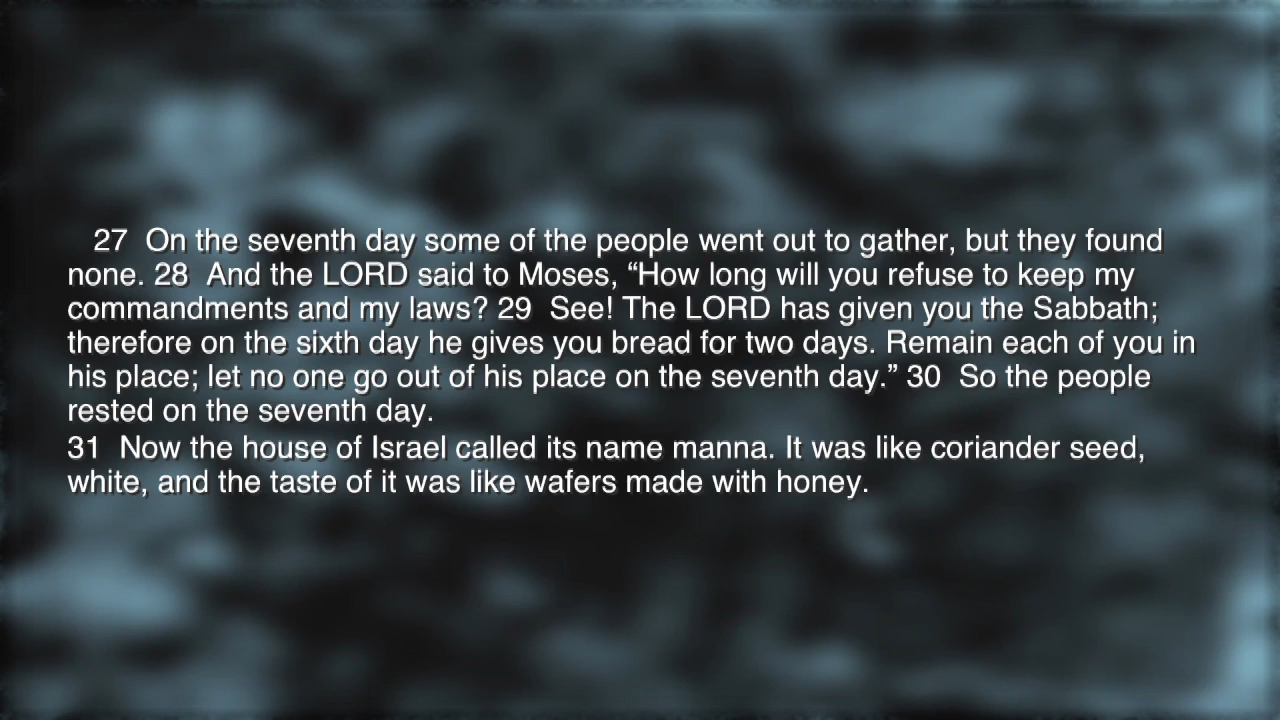 27 On the seventh day some of the people went out to gather, but they found
none. 28 And the LORD said to Moses, “How long will you refuse to keep my
commandments and my laws? 29 See! The LORD has given you the Sabbath;
therefore on the sixth day he gives you bread for two days. Remain each of you in
his place; let no one go out of his place on the seventh day.” 30 So the people
rested on the seventh day.
31 Now the house of Israel called its name manna. It was like coriander seed,
white, and the taste of it was like wafers made with honey.